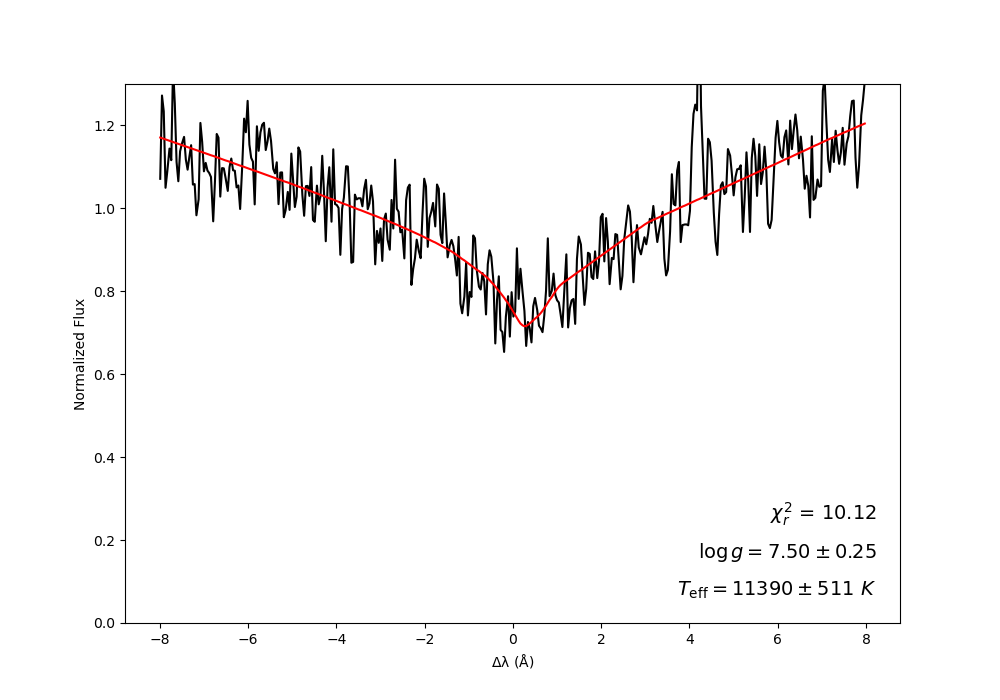 1.2
1.0
0.8
0.6
0.4
0.2
0.0
Normalized Flux
χ²ᵣ = 10.12
log g = 7.50 ± 0.25
T_eff = 11390 ± 511 K
−8 −6 −4 −2 0 2 4 6 8
Δλ (Å)